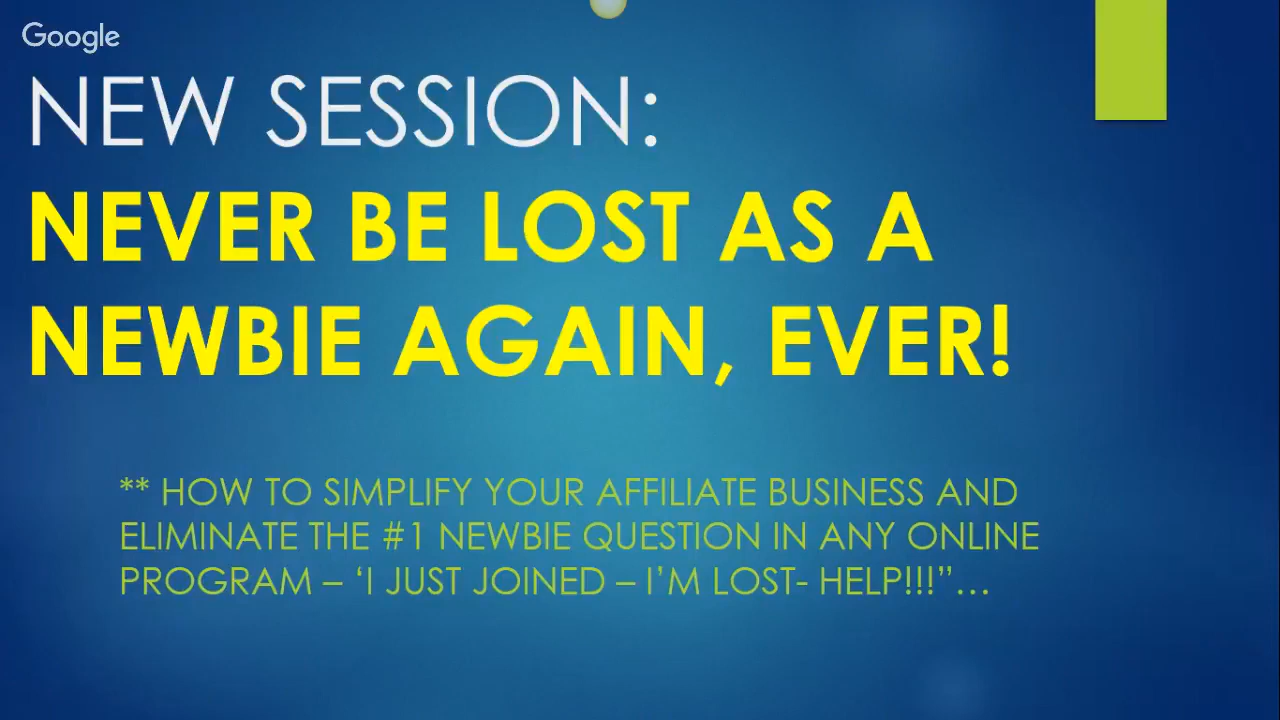 Google
NEW SESSION:
NEVER BE LOST AS A
NEWBIE AGAIN, EVER!
** HOW TO SIMPLIFY YOUR AFFILIATE BUSINESS AND
ELIMINATE THE #1 NEWBIE QUESTION IN ANY ONLINE
PROGRAM – ‘I JUST JOINED – I’M LOST- HELP!!!”…